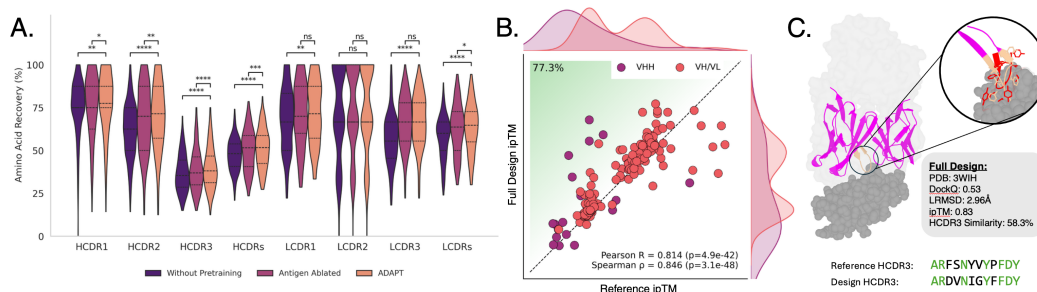 A.
Amino Acid Recovery (%)
100
75
50
25
0
** *
**** **
**** ****
**** ***
** ns
ns ns
**** ns
**** *
HCDR1 HCDR2 HCDR3 HCDRs LCDR1 LCDR2 LCDR3 LCDRs
Without Pretraining Antigen Ablated ADAPT
B.
77.3%
VHH VH/VL
Full Design ipTM
Pearson R = 0.814 (p=4.9e-42)
Spearman ρ = 0.846 (p=3.1e-48)
Reference ipTM
C.
Full Design:
PDB: 3WIH
DockQ: 0.53
LRMSD: 2.96Å
ipTM: 0.83
HCDR3 Similarity: 58.3%
Reference HCDR3: ARFSNYVYPFDY
Design HCDR3: ARDVNIGYFFDY